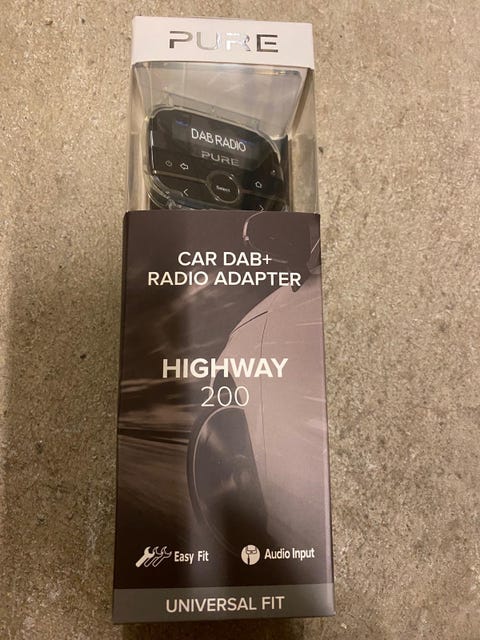 PURE
DAB RADIO
PURE
Select
CAR DAB+
RADIO ADAPTER
HIGHWAY
200
Easy Fit
Audio Input
UNIVERSAL FIT